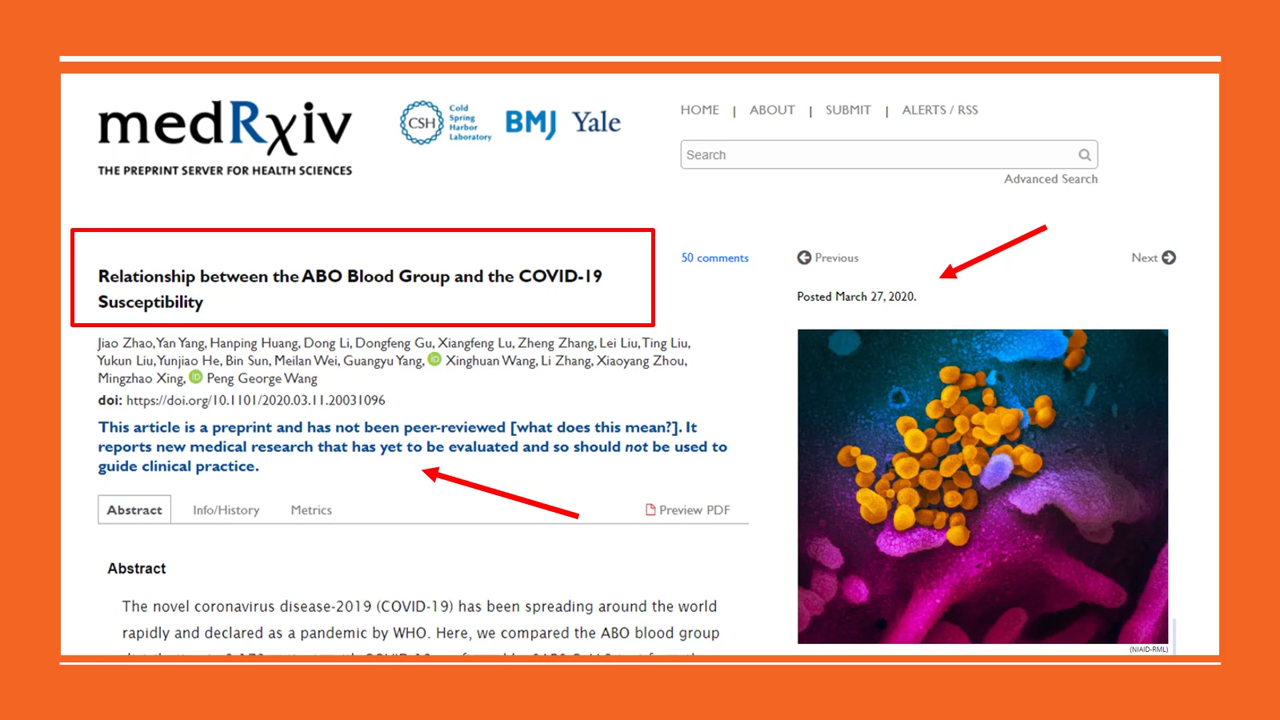 medRxiv
THE PREPRINT SERVER FOR HEALTH SCIENCES
CSH
Cold
Spring
Harbor
Laboratory
BMJ
Yale
HOME | ABOUT | SUBMIT | ALERTS / RSS
Search
Advanced Search
Relationship between the ABO Blood Group and the COVID-19
Susceptibility
50 comments
Previous
Next
Posted March 27, 2020.
Jiao Zhao, Yan Yang, Hanping Huang, Dong Li, Dongfeng Gu, Xiangfeng Lu, Zheng Zhang, Lei Liu, Ting Liu,
Yukun Liu, Yunjiao He, Bin Sun, Meilan Wei, Guangyu Yang, iD Xinghuan Wang, Li Zhang, Xiaoyang Zhou,
Mingzhao Xing, iD Peng George Wang
doi: https://doi.org/10.1101/2020.03.11.20031096
This article is a preprint and has not been peer-reviewed [what does this mean?]. It
reports new medical research that has yet to be evaluated and so should not be used to
guide clinical practice.
Abstract
Info/History
Metrics
Preview PDF
Abstract
The novel coronavirus disease-2019 (COVID-19) has been spreading around the world
rapidly and declared as a pandemic by WHO. Here, we compared the ABO blood group
(NIAID-RML)